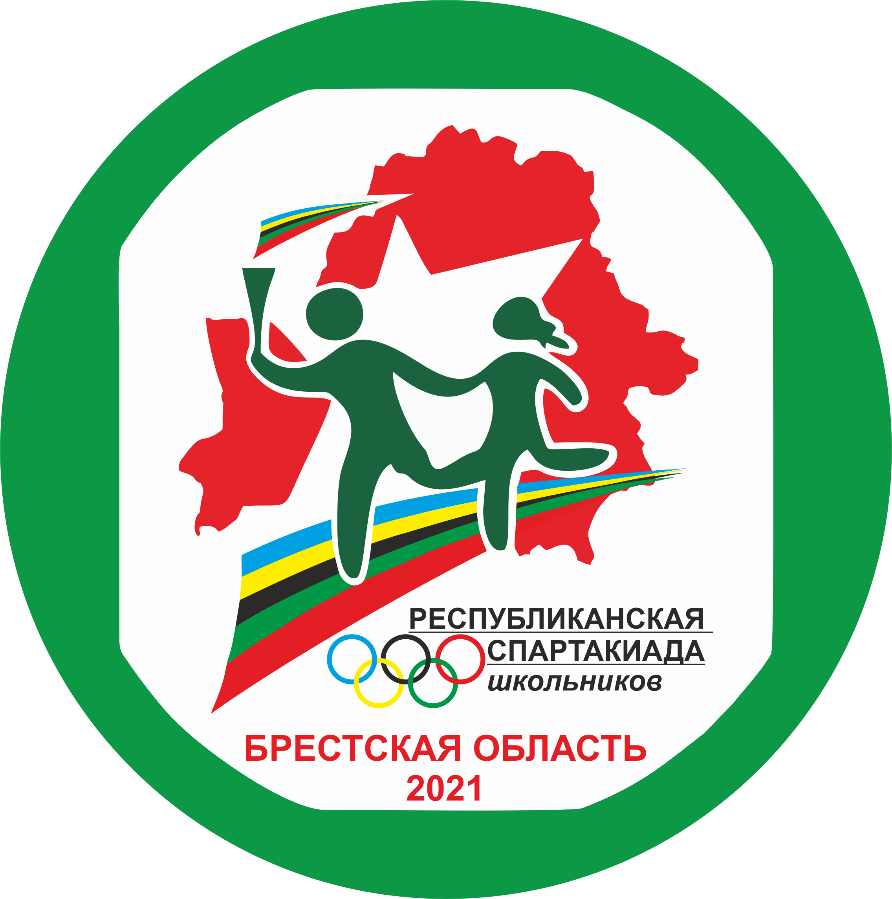 РЕСПУБЛИКАНСКАЯ
СПАРТАКИАДА
школьников
БРЕСТСКАЯ ОБЛАСТЬ
2021